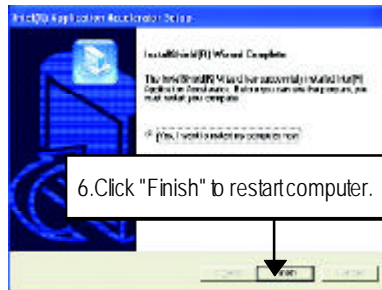 Intel(R) Application Accelerator Setup
InstallShield(R) Wizard Complete
The InstallShield(R) Wizard has successfully installed Intel(R)
Application Accelerator. Before you can use the program, you
must restart your computer.
Yes, I want to restart my computer now.
6.Click "Finish" to restart computer.
Finish